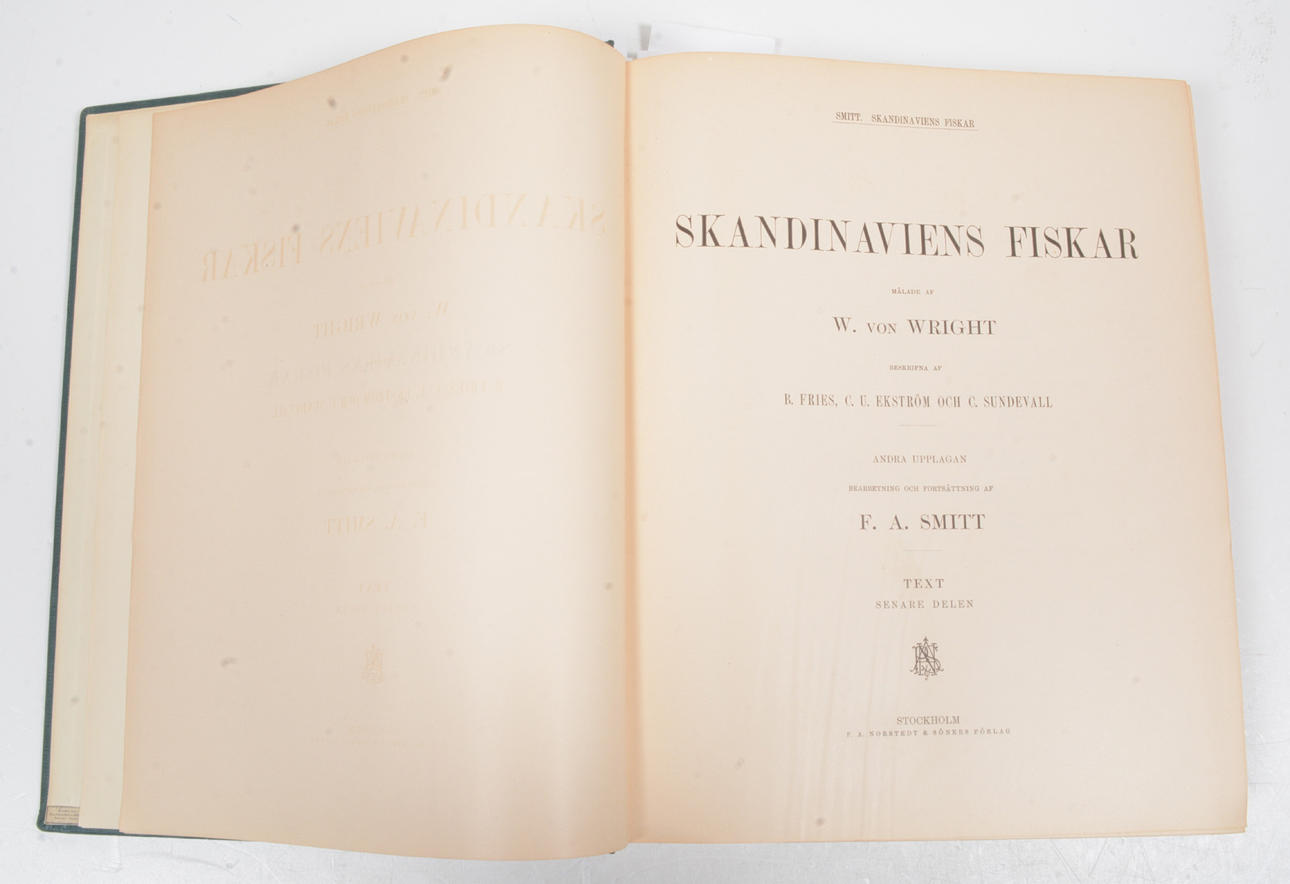 SMITT. SKANDINAVIENS FISKAR
SKANDINAVIENS FISKAR
MÅLADE AF
W. VON WRIGHT
BESKRIFNA AF
B. FRIES, C. U. EKSTRÖM OCH C. SUNDEVALL
ANDRA UPPLAGAN
BEARBETNING OCH FORTSÄTTNING AF
F. A. SMITT
TEXT
SENARE DELEN
STOCKHOLM
P. A. NORSTEDT & SÖNERS FÖRLAG